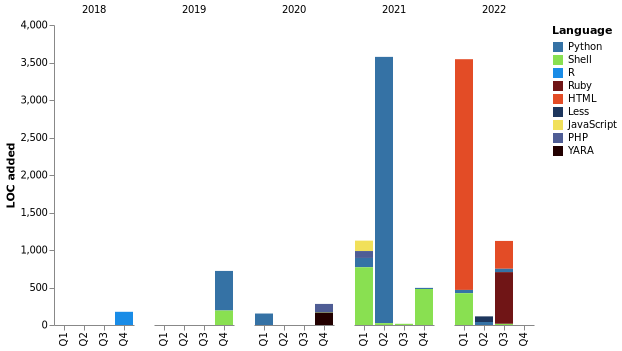 2018 2019 2020 2021 2022
4,000
3,500
3,000
2,500
2,000
1,500
1,000
500
0
LOC added
Q1 Q2 Q3 Q4 Q1 Q2 Q3 Q4 Q1 Q2 Q3 Q4 Q1 Q2 Q3 Q4 Q1 Q2 Q3 Q4
Language
Python
Shell
R
Ruby
HTML
Less
JavaScript
PHP
YARA